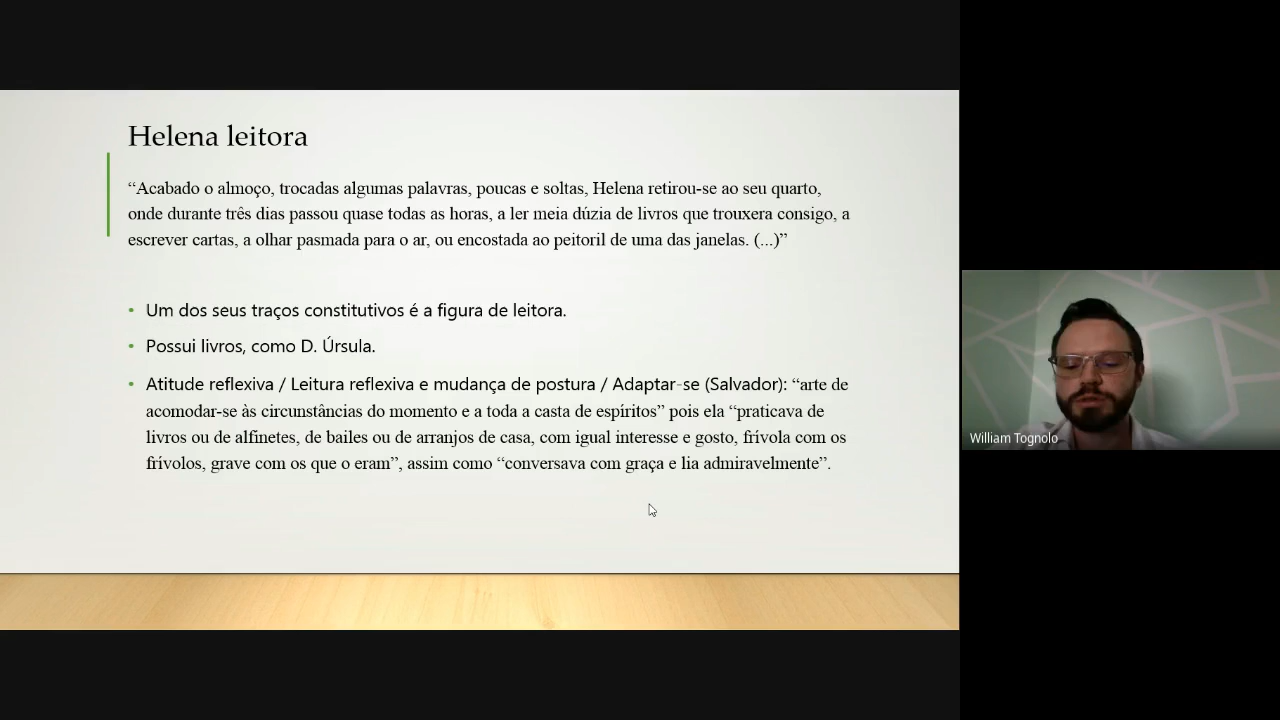 Helena leitora
“Acabado o almoço, trocadas algumas palavras, poucas e soltas, Helena retirou-se ao seu quarto,
onde durante três dias passou quase todas as horas, a ler meia dúzia de livros que trouxera consigo, a
escrever cartas, a olhar pasmada para o ar, ou encostada ao peitoril de uma das janelas. (...)”
• Um dos seus traços constitutivos é a figura de leitora.
• Possui livros, como D. Úrsula.
• Atitude reflexiva / Leitura reflexiva e mudança de postura / Adaptar-se (Salvador): “arte de
acomodar-se às circunstâncias do momento e a toda a casta de espíritos” pois ela “praticava de
livros ou de alfinetes, de bailes ou de arranjos de casa, com igual interesse e gosto, frívola com os
frívolos, grave com os que o eram”, assim como “conversava com graça e lia admiravelmente”.
William Tognolo